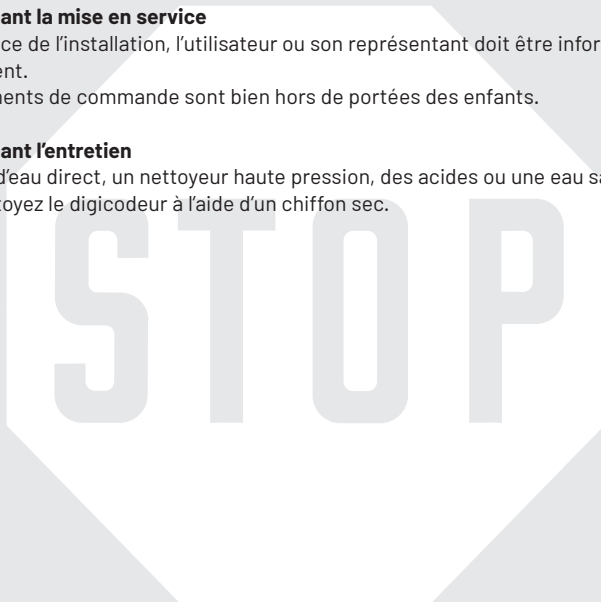 ant la mise en service
ce de l’installation, l’utilisateur ou son représentant doit être infor
ent.
ents de commande sont bien hors de portées des enfants.
ant l’entretien
d’eau direct, un nettoyeur haute pression, des acides ou une eau sa
toyez le digicodeur à l’aide d’un chiffon sec.
STOP